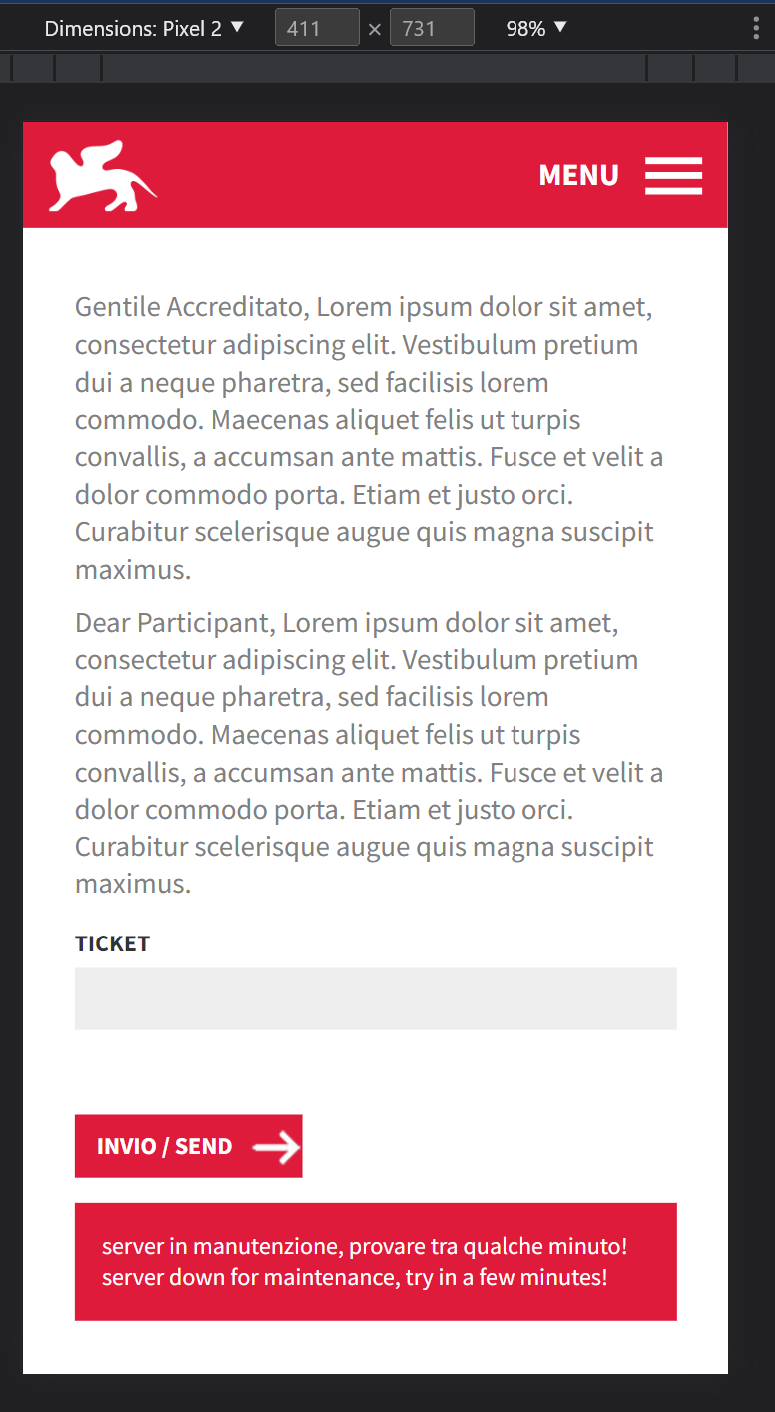 Dimensions: Pixel 2 ▼ 411 × 731 98% ▼
MENU
Gentile Accreditato, Lorem ipsum dolor sit amet,
consectetur adipiscing elit. Vestibulum pretium
dui a neque pharetra, sed facilisis lorem
commodo. Maecenas aliquet felis ut turpis
convallis, a accumsan ante mattis. Fusce et velit a
dolor commodo porta. Etiam et justo orci.
Curabitur scelerisque augue quis magna suscipit
maximus.
Dear Participant, Lorem ipsum dolor sit amet,
consectetur adipiscing elit. Vestibulum pretium
dui a neque pharetra, sed facilisis lorem
commodo. Maecenas aliquet felis ut turpis
convallis, a accumsan ante mattis. Fusce et velit a
dolor commodo porta. Etiam et justo orci.
Curabitur scelerisque augue quis magna suscipit
maximus.
TICKET
INVIO / SEND
server in manutenzione, provare tra qualche minuto!
server down for maintenance, try in a few minutes!